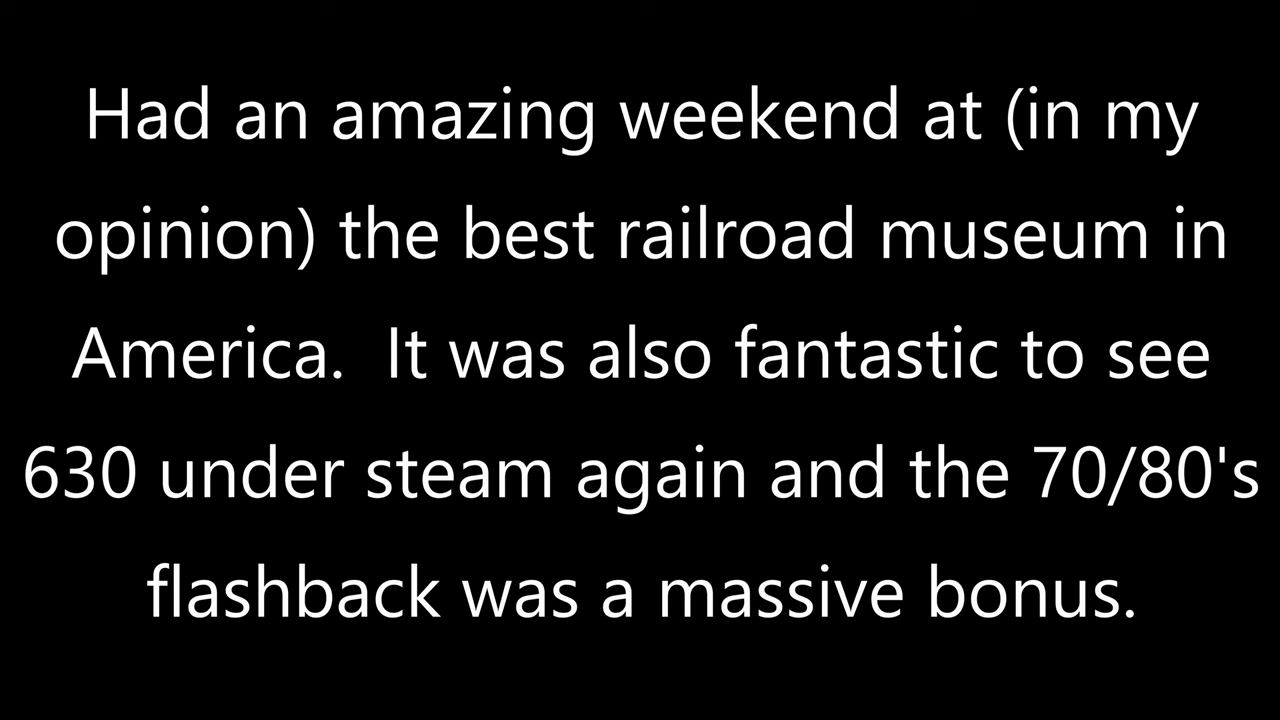 Had an amazing weekend at (in my
opinion) the best railroad museum in
America.  It was also fantastic to see
630 under steam again and the 70/80's
flashback was a massive bonus.